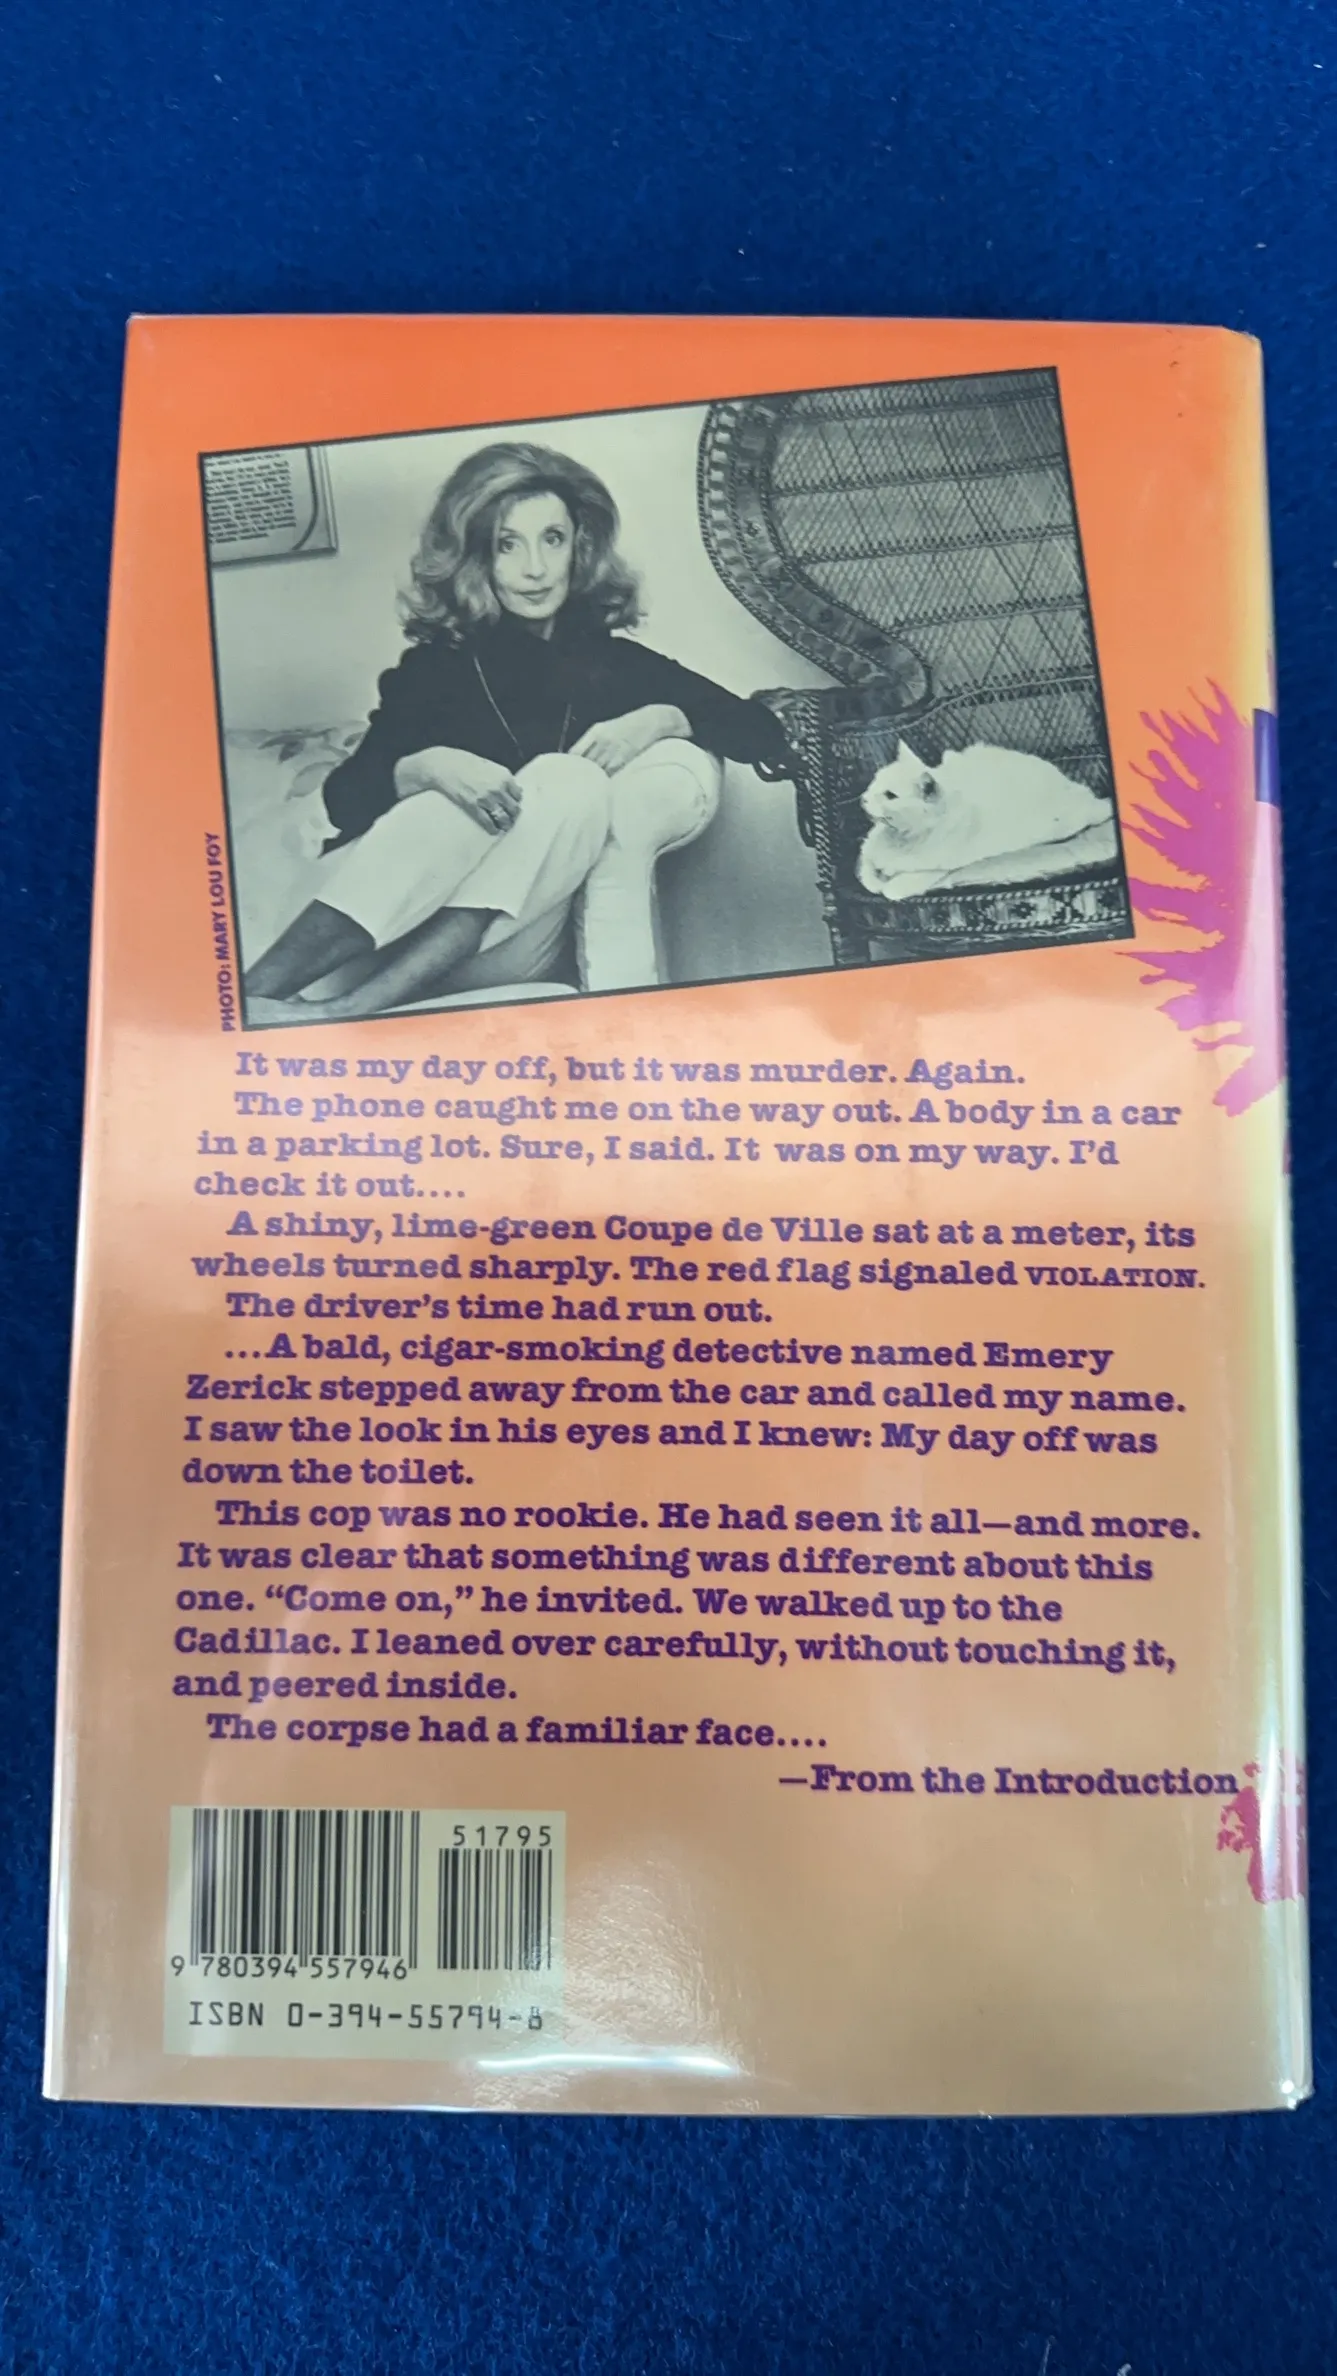 PHOTO: MARY LOU FOY
It was my day off, but it was murder. Again.
The phone caught me on the way out. A body in a car
in a parking lot. Sure, I said. It was on my way. I'd
check it out....
A shiny, lime-green Coupe de Ville sat at a meter, its
wheels turned sharply. The red flag signaled VIOLATION.
The driver's time had run out.
...A bald, cigar-smoking detective named Emery
Zerick stepped away from the car and called my name.
I saw the look in his eyes and I knew: My day off was
down the toilet.
This cop was no rookie. He had seen it all—and more.
It was clear that something was different about this
one. “Come on,” he invited. We walked up to the
Cadillac. I leaned over carefully, without touching it,
and peered inside.
The corpse had a familiar face....
—From the Introduction
51795
9 780394 557946
ISBN 0-394-55794-8